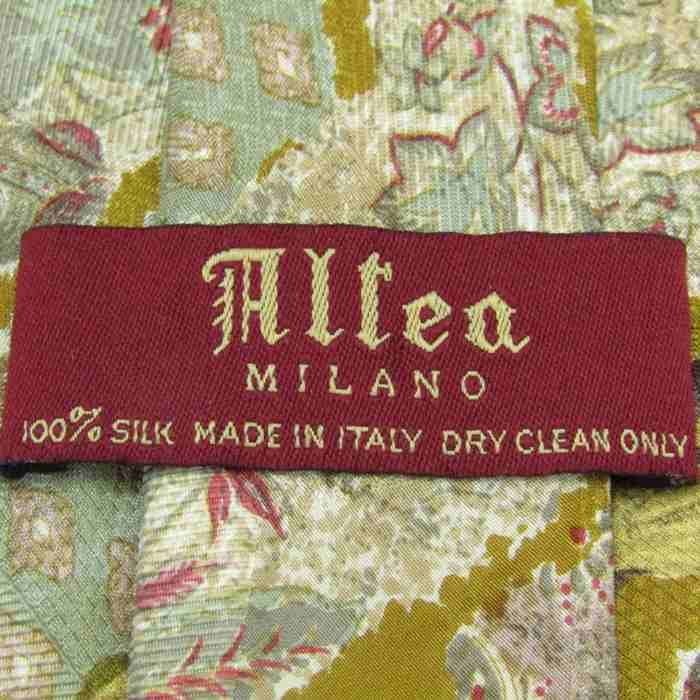 Altea
MILANO
100% SILK MADE IN ITALY DRY CLEAN ONLY